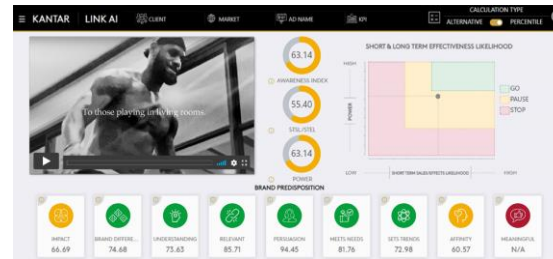 CALCULATION TYPE
KANTAR LINK AI CLIENT MARKET AD NAME KPI ALTERNATIVE PERCENTILE
63.14
AWARENESS INDEX
55.40
STSL/STEL
63.14
POWER
To those playing in living rooms.
SHORT & LONG TERM EFFECTIVENESS LIKELIHOOD
HIGH
POWER
LOW SHORT TERM SALES EFFECTS LIKELIHOOD HIGH
GO
PAUSE
STOP
BRAND PREDISPOSITION
IMPACT
66.69
BRAND DIFFERE...
74.68
UNDERSTANDING
73.63
RELEVANT
85.71
PERSUASION
94.45
MEETS NEEDS
81.76
SETS TRENDS
72.98
AFFINITY
60.57
MEANINGFUL
N/A